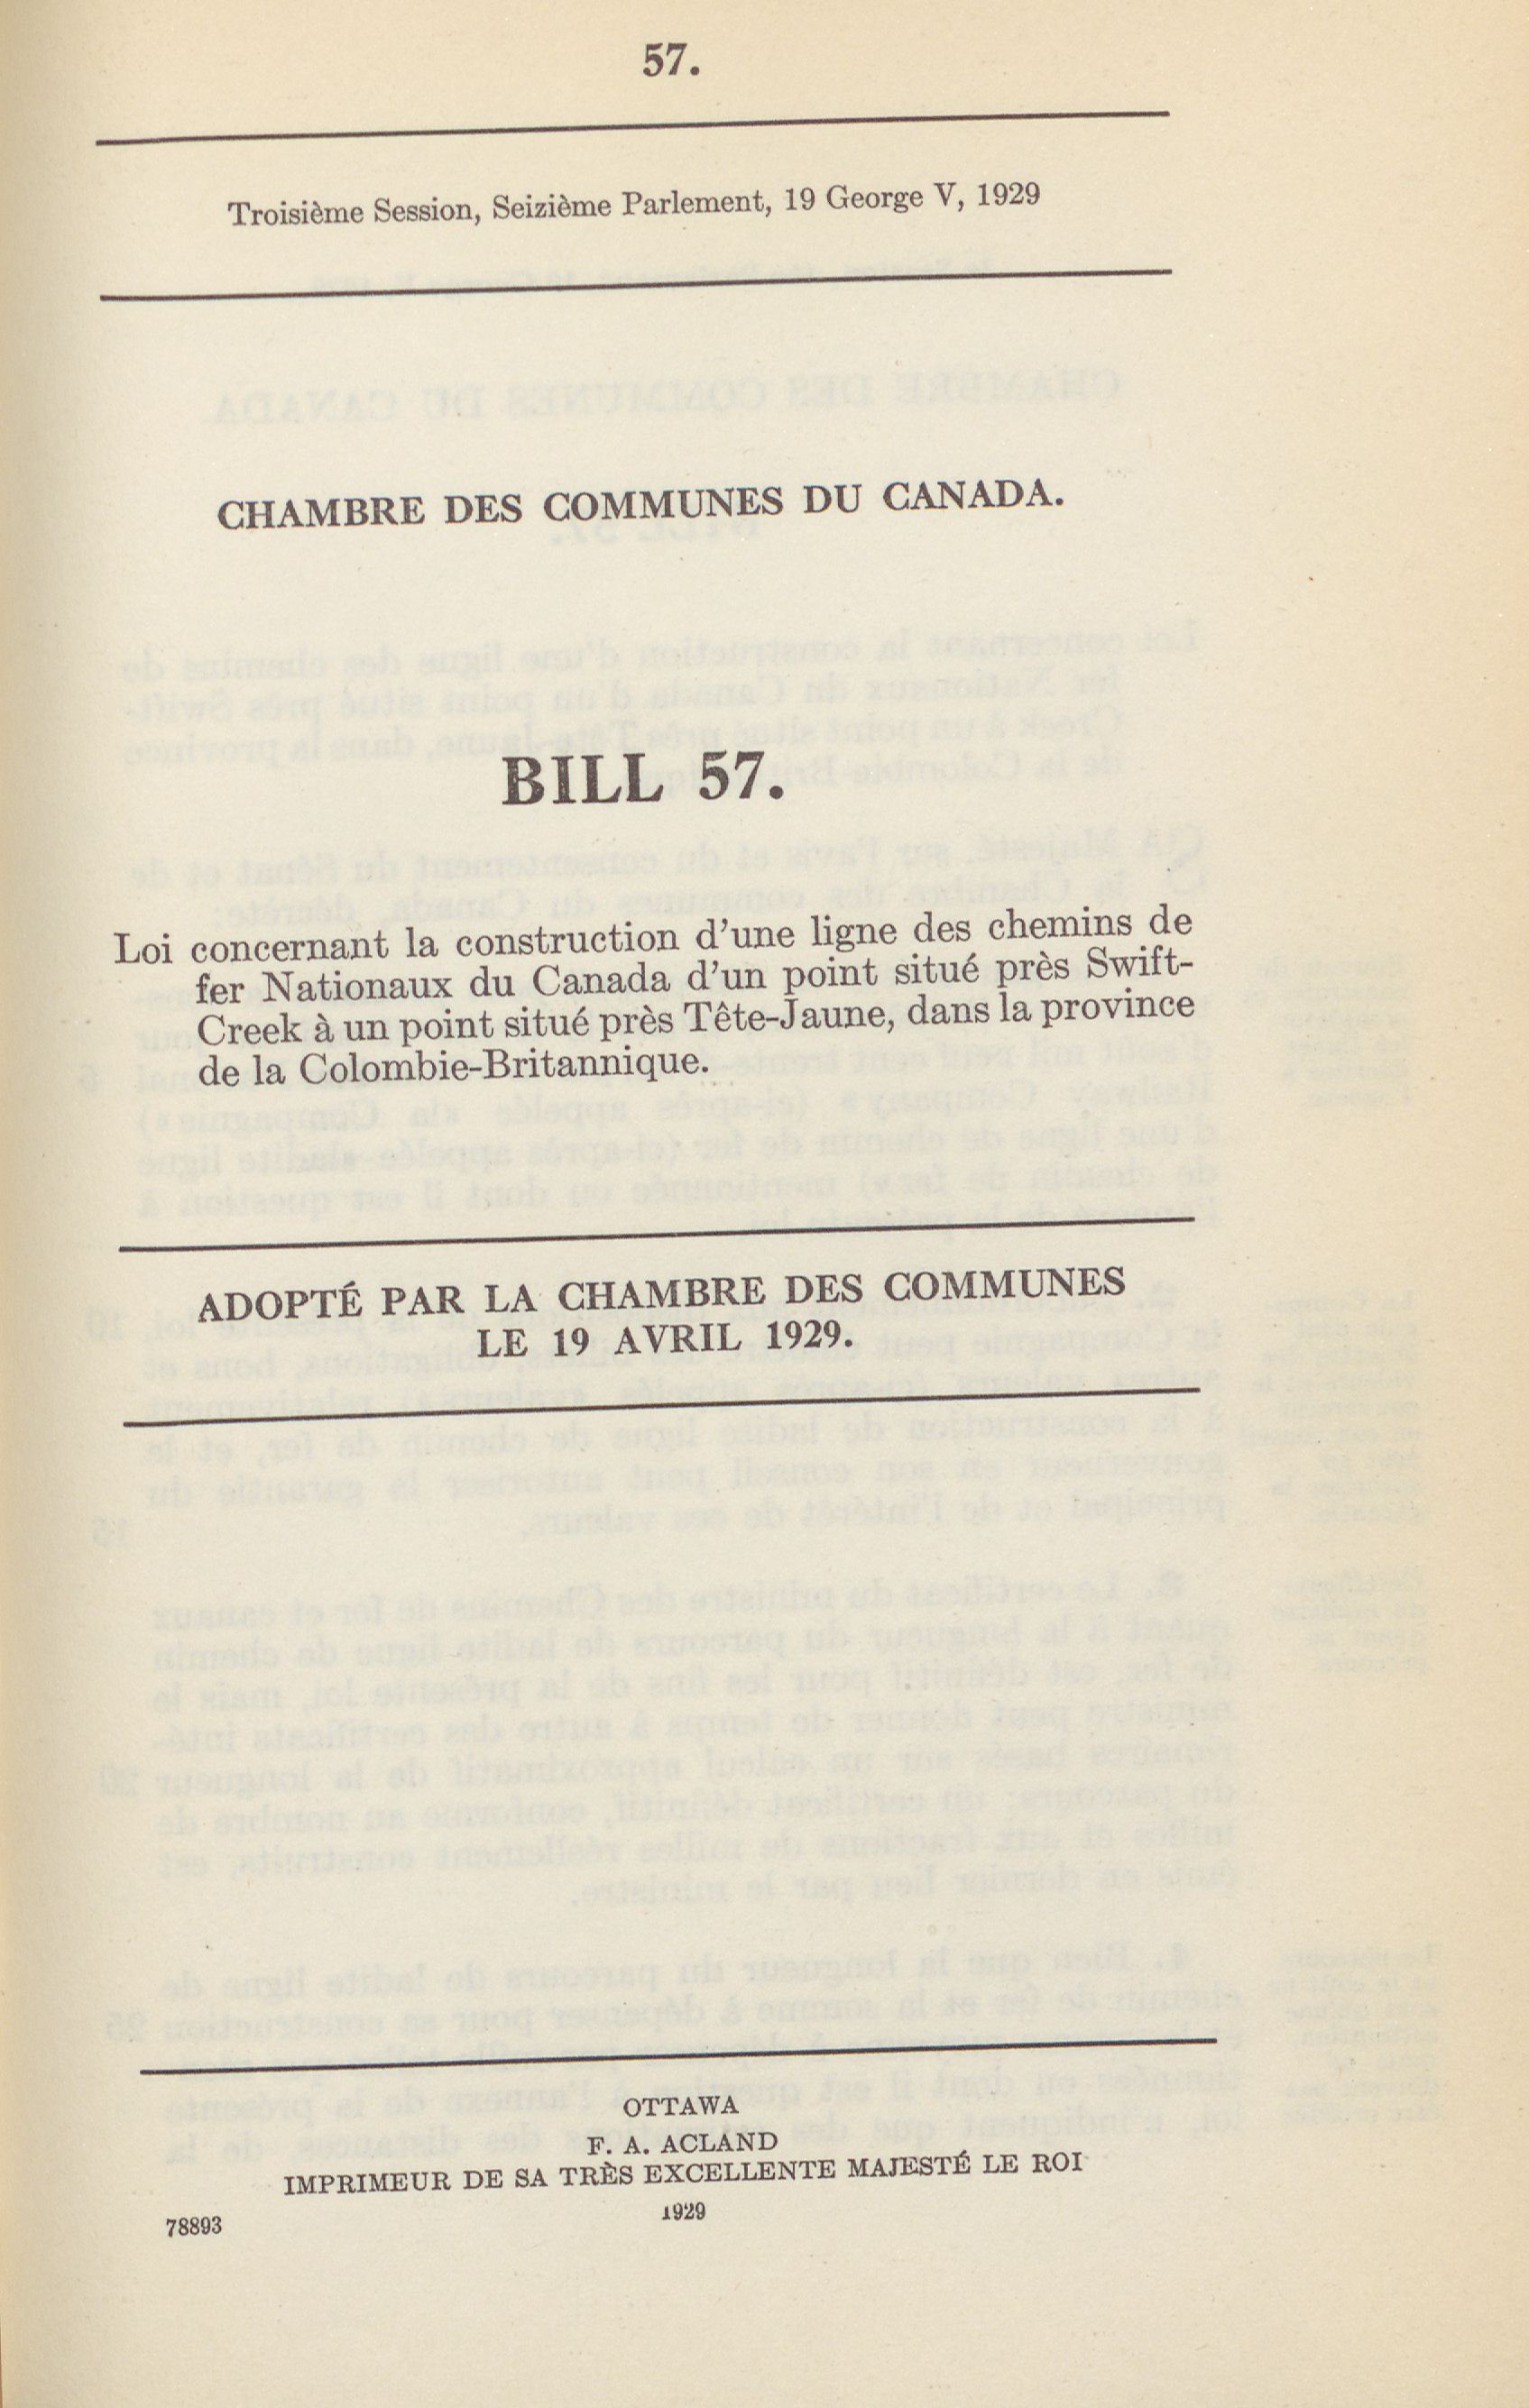 57.
Troisième Session, Seizième Parlement, 19 George V, 1929
CHAMBRE DES COMMUNES DU CANADA.
BILL 57.
Loi concernant la construction d'une ligne des chemins de
fer Nationaux du Canada d'un point situé près Swift-
Creek à un point situé près Tête-Jaune, dans la province
de la Colombie-Britannique.
ADOPTÉ PAR LA CHAMBRE DES COMMUNES
LE 19 AVRIL 1929.
OTTAWA
F. A. ACLAND
IMPRIMEUR DE SA TRÈS EXCELLENTE MAJESTÉ LE ROI
1929
78893